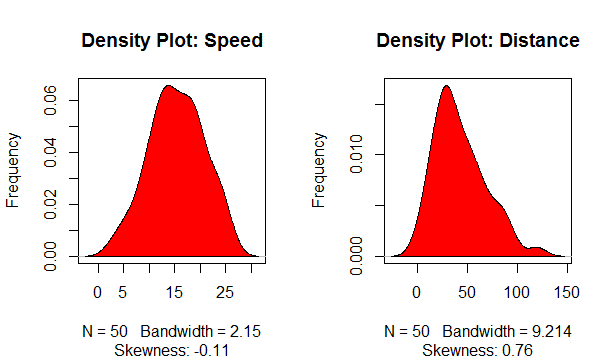 Density Plot: Speed
Frequency
0.00 0.02 0.04 0.06
0 5 15 25
N = 50 Bandwidth = 2.15
Skewness: -0.11
Density Plot: Distance
Frequency
0.000 0.010
0 50 100 150
N = 50 Bandwidth = 9.214
Skewness: 0.76